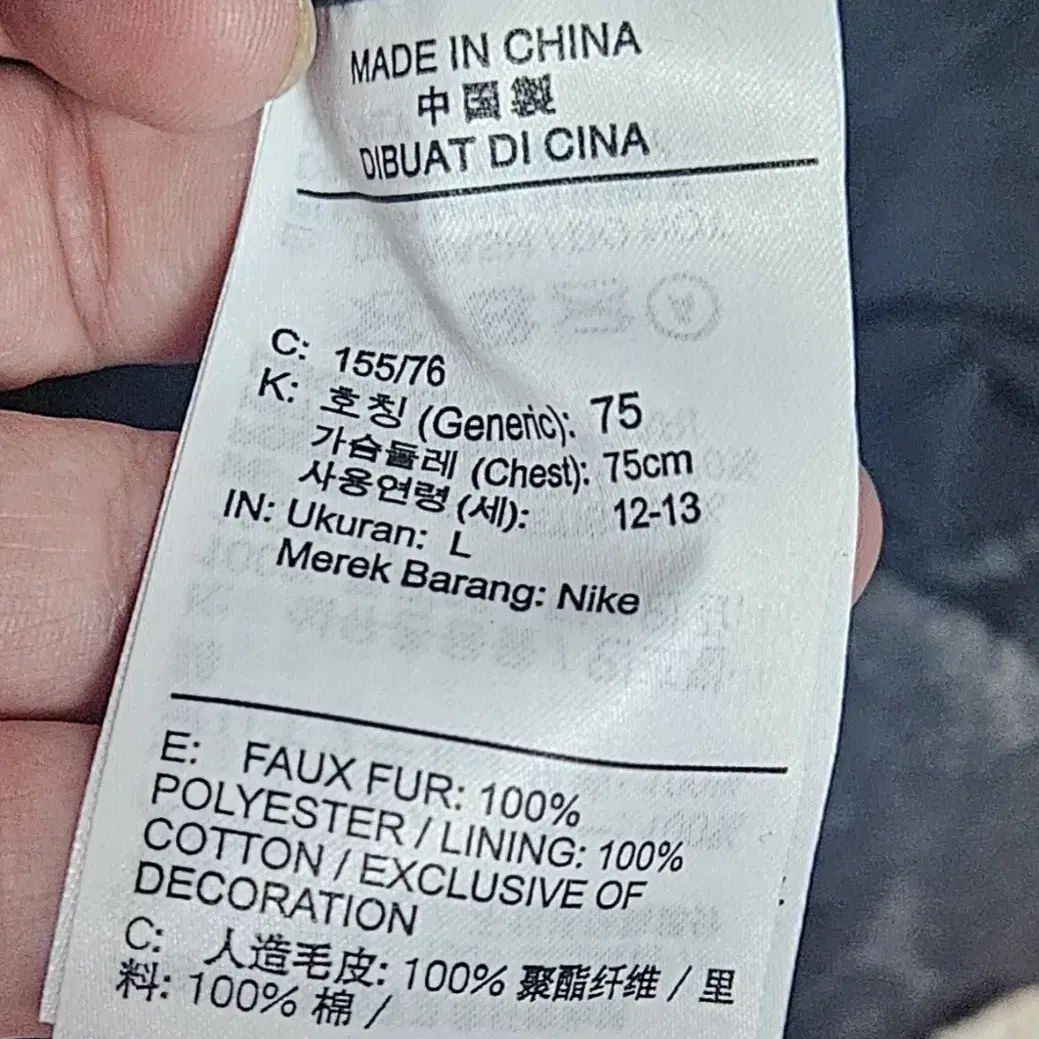 MADE IN CHINA
中国製
DIBUAT DI CINA
C: 155/76
K: 호칭 (Generic): 75
가슴둘레 (Chest): 75cm
사용연령 (세): 12-13
IN: Ukuran: L
Merek Barang: Nike
E: FAUX FUR: 100%
POLYESTER / LINING: 100%
COTTON / EXCLUSIVE OF
DECORATION
C: 人造毛皮: 100% 聚酯纤维 / 里
料: 100% 棉 /